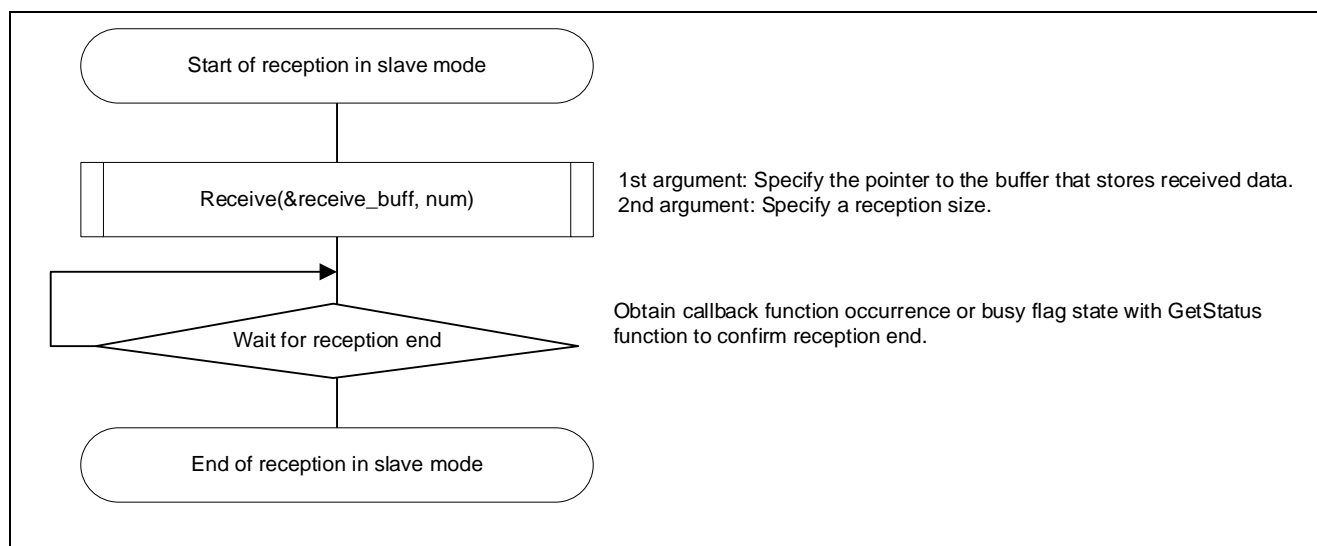 Start of reception in slave mode
Receive(&receive_buff, num)
1st argument: Specify the pointer to the buffer that stores received data.
2nd argument: Specify a reception size.
Wait for reception end
Obtain callback function occurrence or busy flag state with GetStatus
function to confirm reception end.
End of reception in slave mode